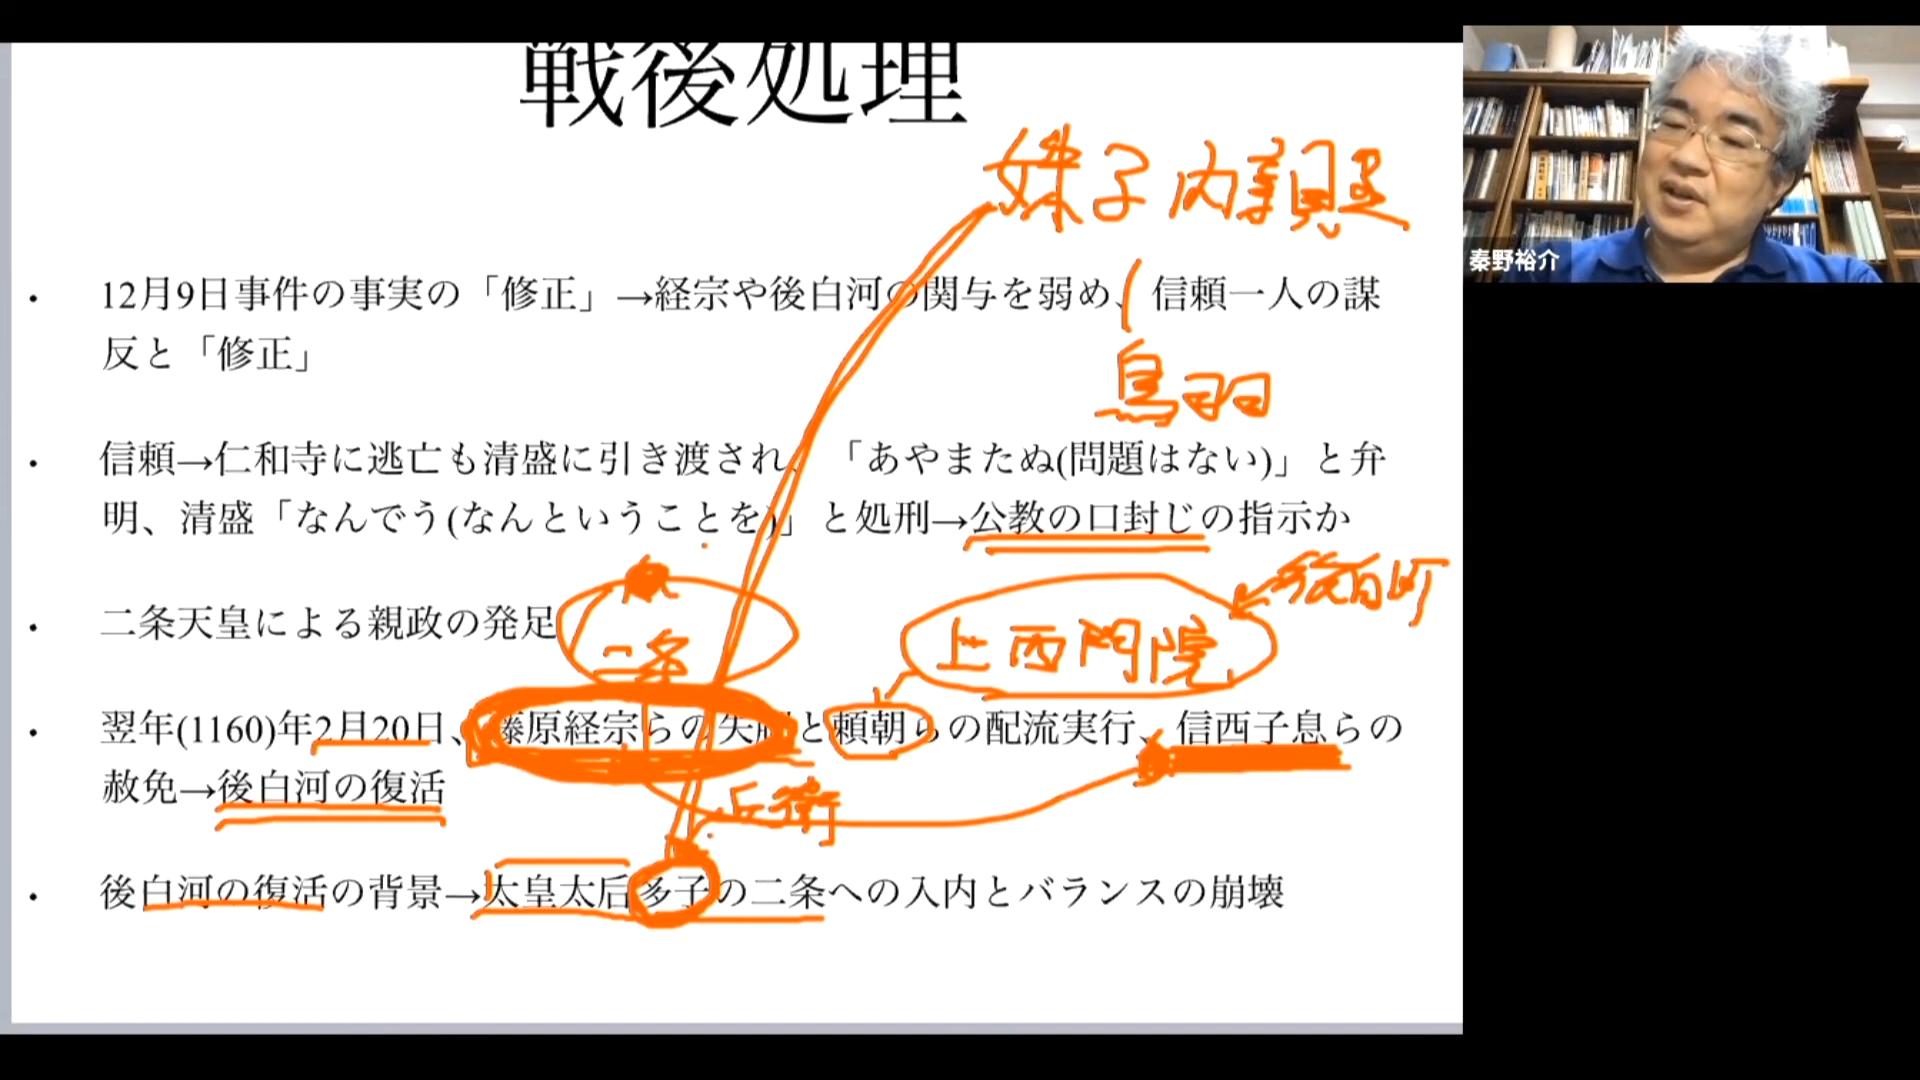 戦後処理
姝子内親王
12月9日事件の事実の「修正」→経宗や後白河の関与を弱め、信頼一人の謀
反と「修正」
鳥羽
信頼→仁和寺に逃亡も清盛に引き渡され、「あやまたぬ(問題はない)」と弁
明、清盛「なんでう(なんということを)」と処刑→公教の口封じの指示か
後白河
二条天皇による親政の発足
二条
上西門院
翌年(1160)年2月20日、藤原経宗らの失脚と頼朝らの配流実行、信西子息らの
赦免→後白河の復活
近衛
後白河の復活の背景→太皇太后多子の二条への入内とバランスの崩壊
秦野裕介